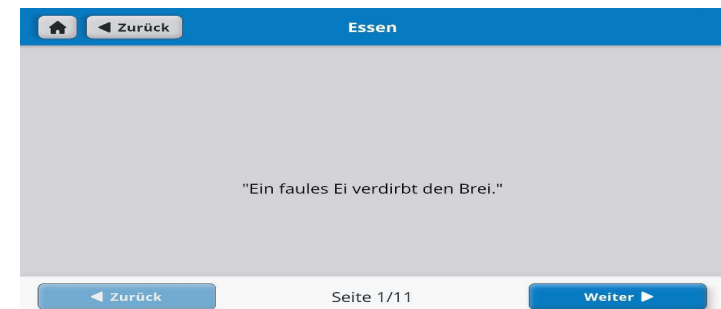 Zurück
Essen
"Ein faules Ei verdirbt den Brei."
Zurück
Seite 1/11
Weiter